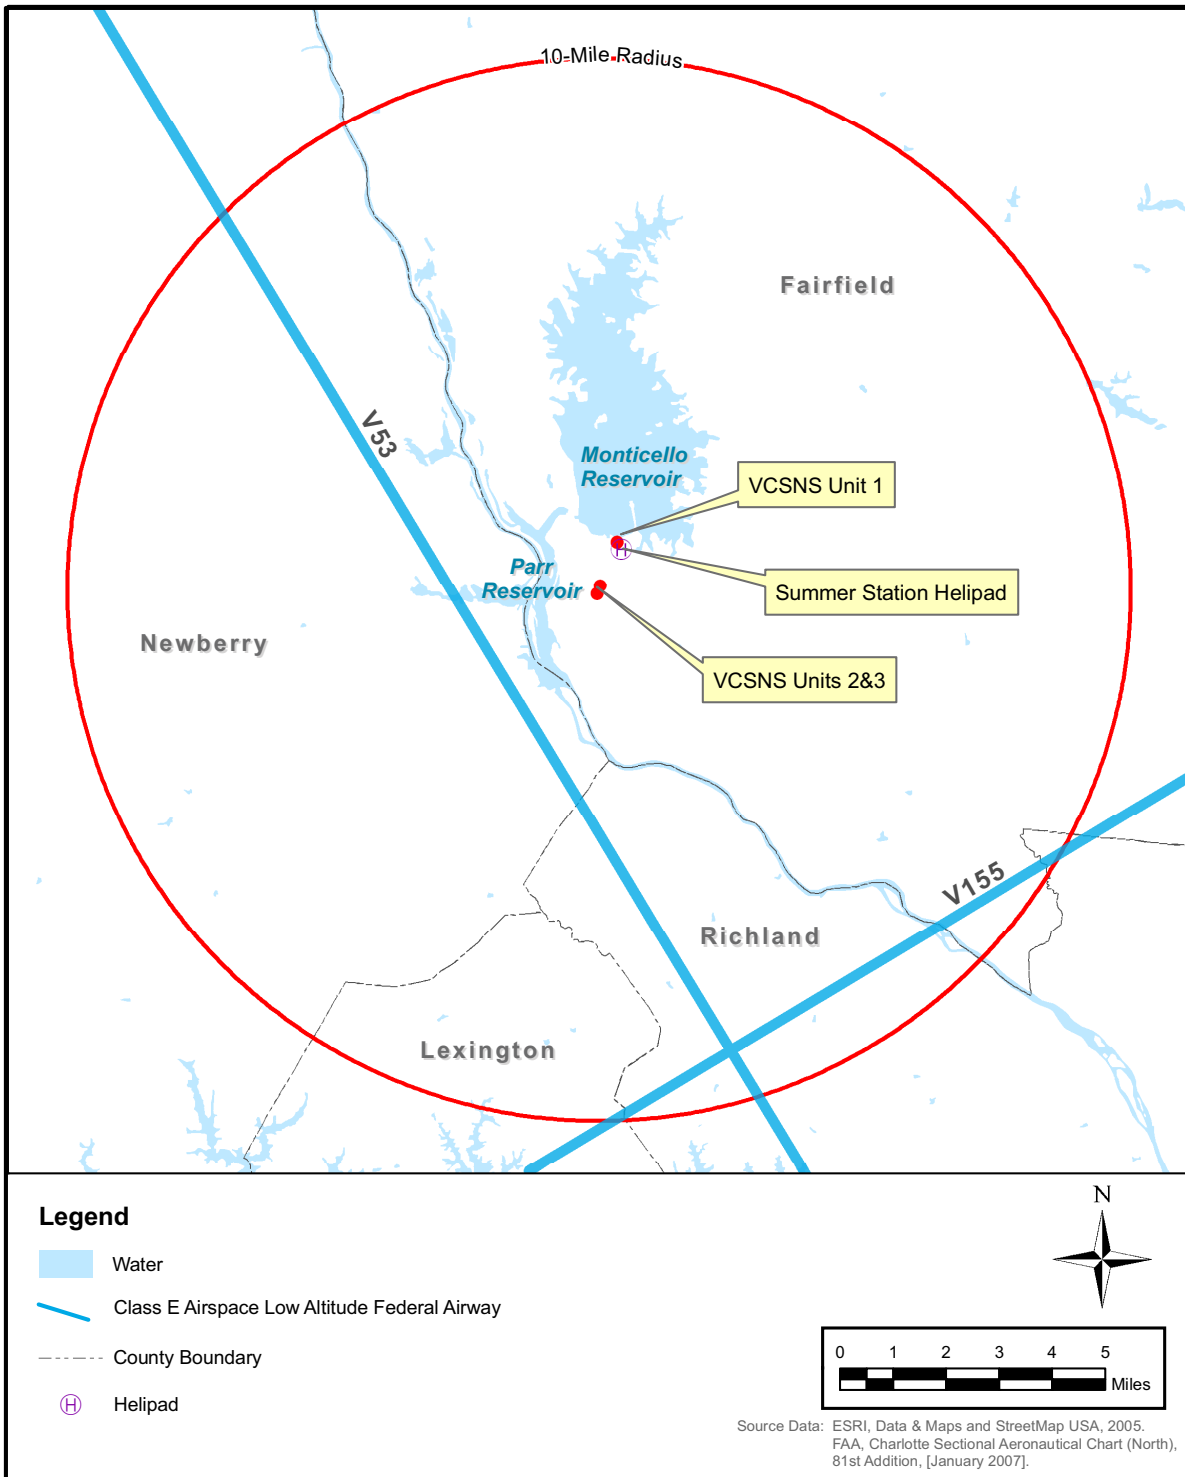 10-Mile Radius
Fairfield
V53
Monticello
Reservoir
VCSNS Unit 1
H
Parr
Reservoir
Summer Station Helipad
Newberry
VCSNS Units 2&3
V155
Richland
Lexington
Legend
N
Water
Class E Airspace Low Altitude Federal Airway
County Boundary
H Helipad
0 1 2 3 4 5
Miles
Source Data: ESRI, Data & Maps and StreetMap USA, 2005.
FAA, Charlotte Sectional Aeronautical Chart (North),
81st Addition, [January 2007].